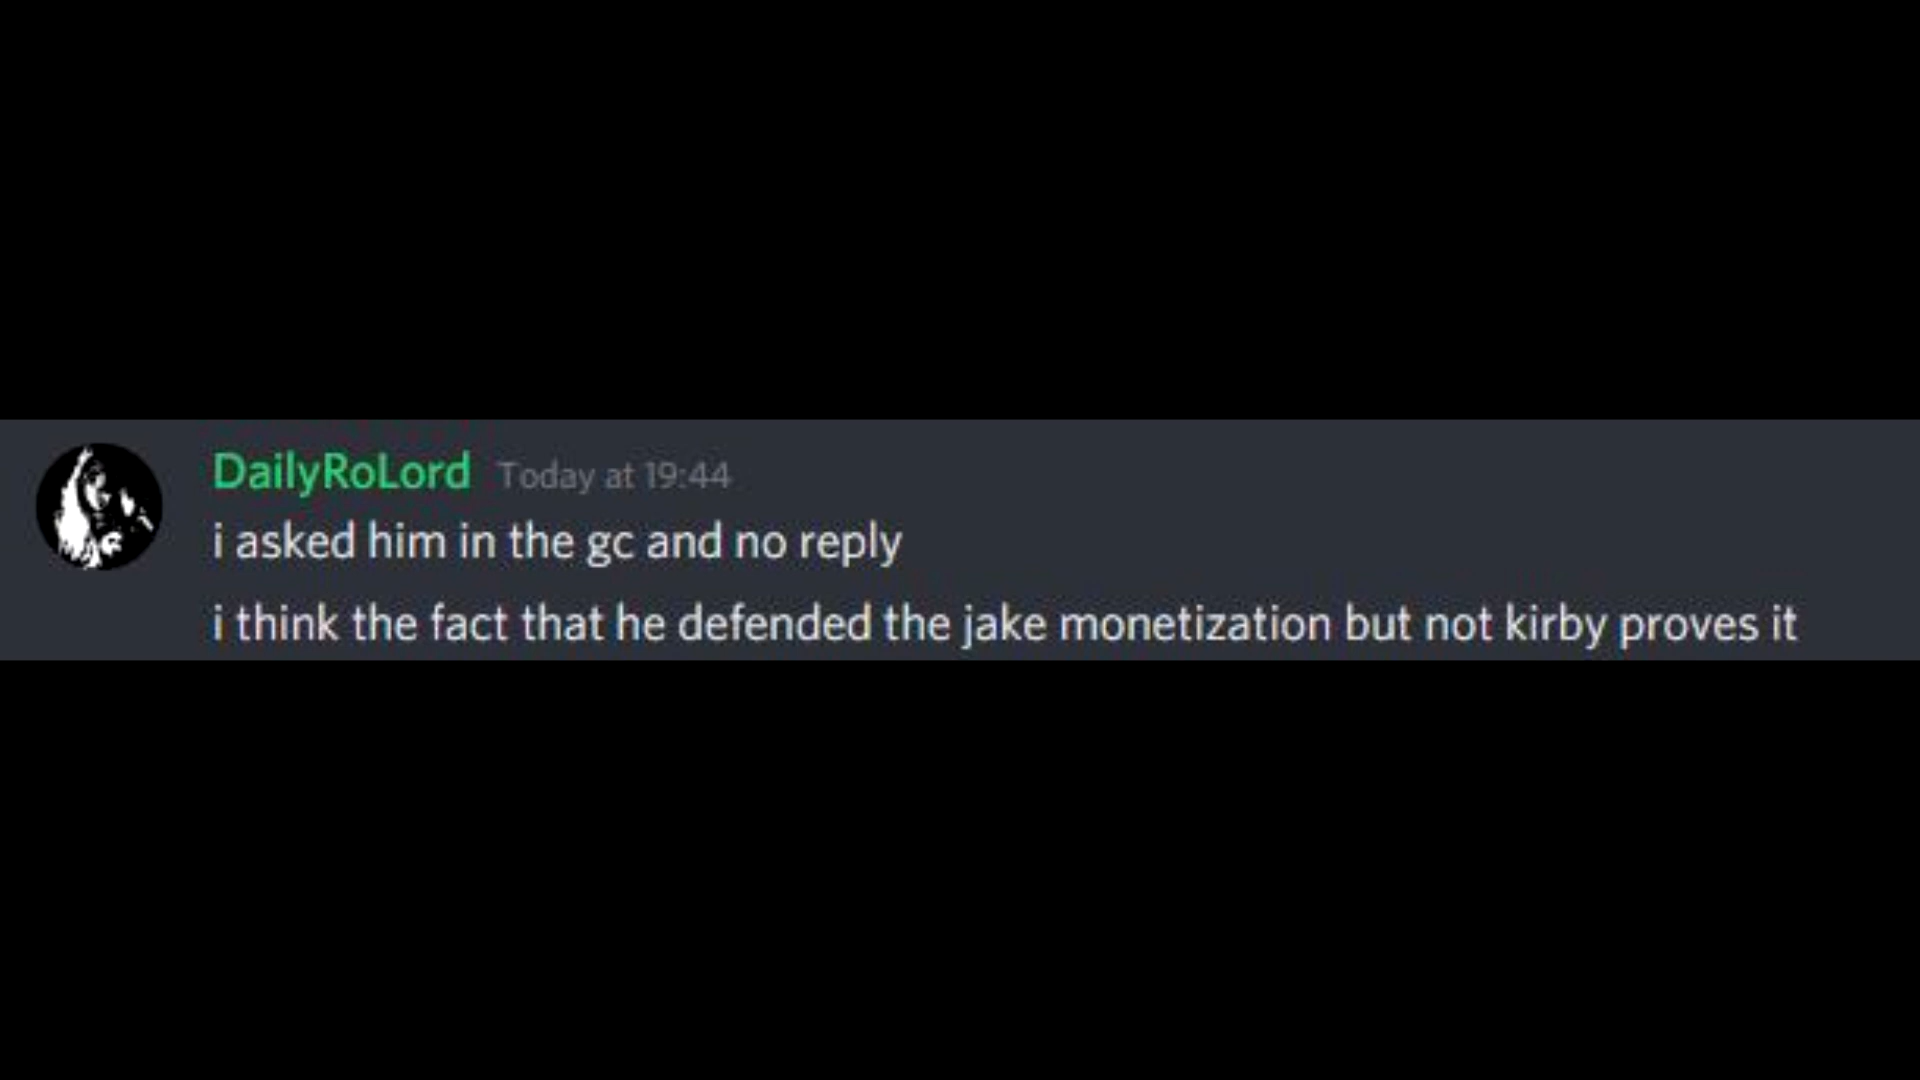 DailyRoLord Today at 19:44
i asked him in the gc and no reply
i think the fact that he defended the jake monetization but not kirby proves it